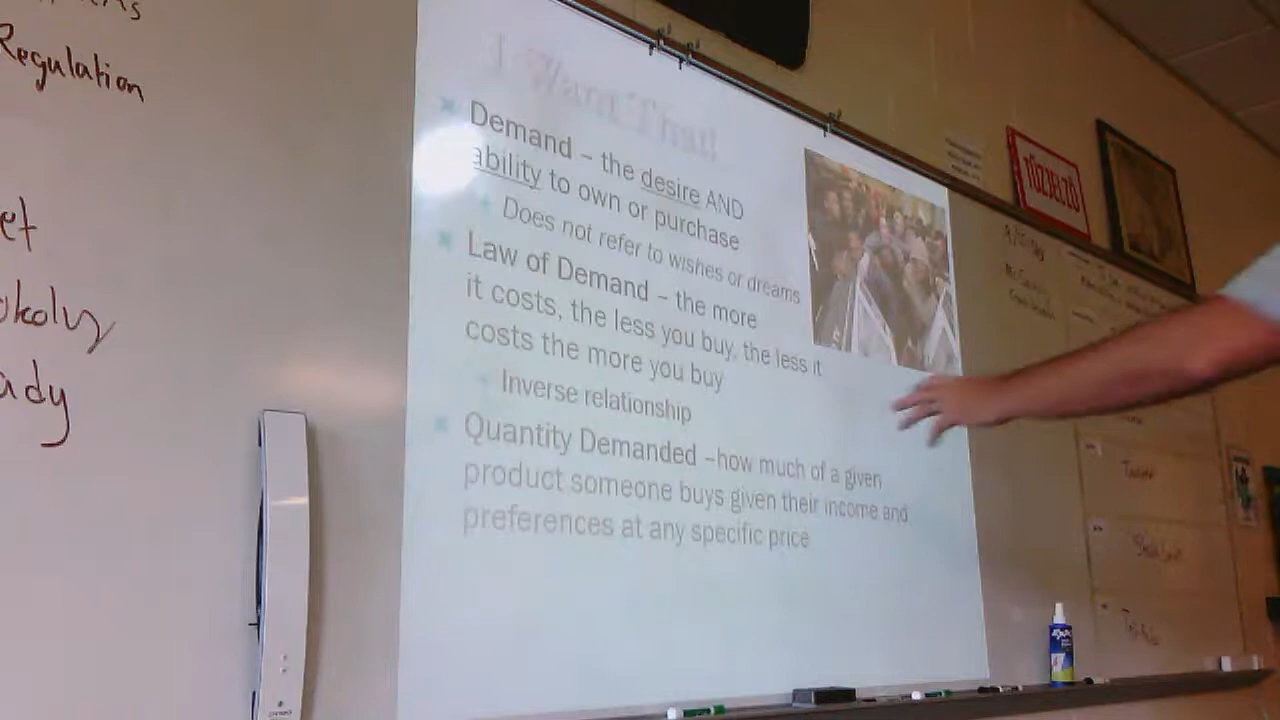 Regulation
I Want That!
Demand – the desire AND
ability to own or purchase
Does not refer to wishes or dreams
Law of Demand – the more
it costs, the less you buy, the less it
costs the more you buy
Inverse relationship
Quantity Demanded –how much of a given
product someone buys given their income and
preferences at any specific price
TŰZJELZŐ
EXPO